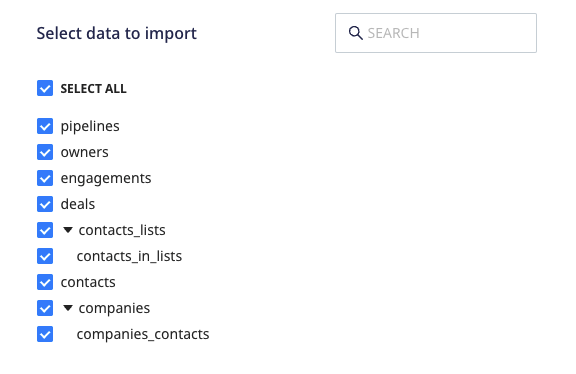 Select data to import
SEARCH
SELECT ALL
pipelines
owners
engagements
deals
contacts_lists
contacts_in_lists
contacts
companies
companies_contacts